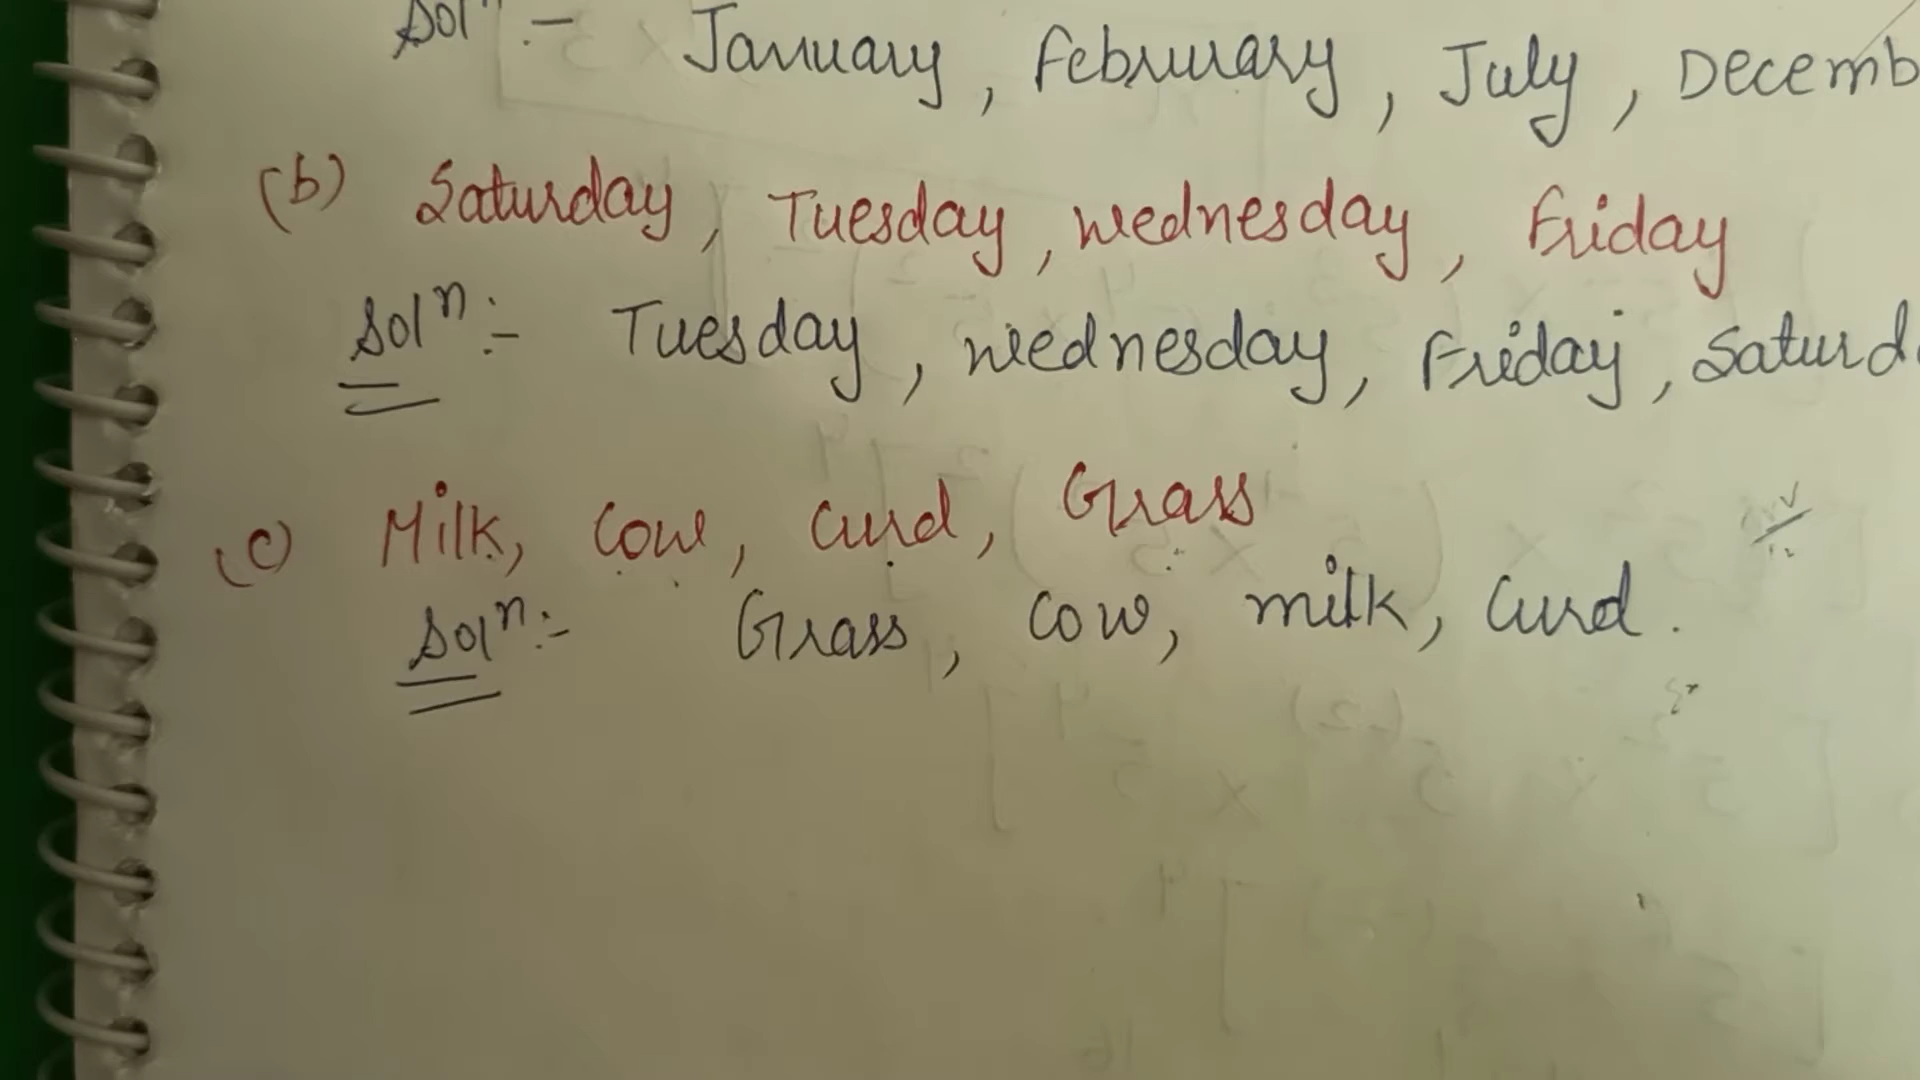 Solⁿ :- January, February, July, Decemb
(b) Saturday, Tuesday, Wednesday, Friday
Solⁿ :- Tuesday, Wednesday, Friday, Saturd
(c) Milk, Cow, Curd, Grass
Solⁿ :- Grass, Cow, milk, Curd.